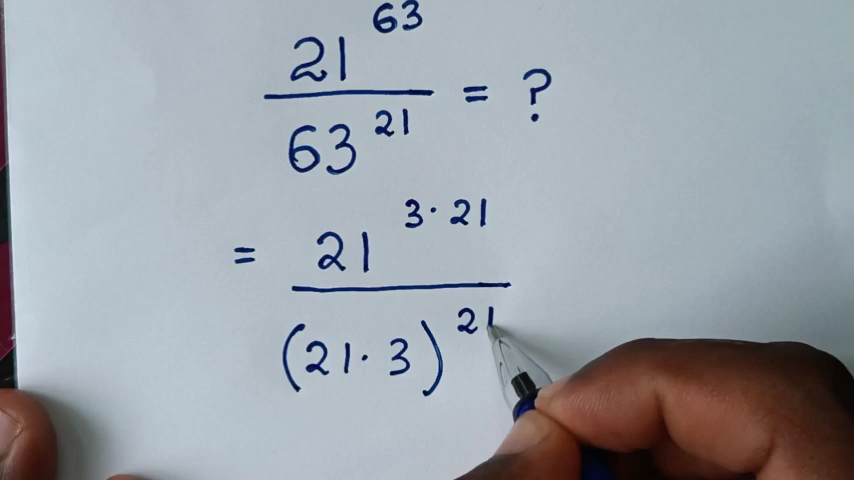 21^63 / 63^21 = ?
= 21^(3·21) / (21·3)^21